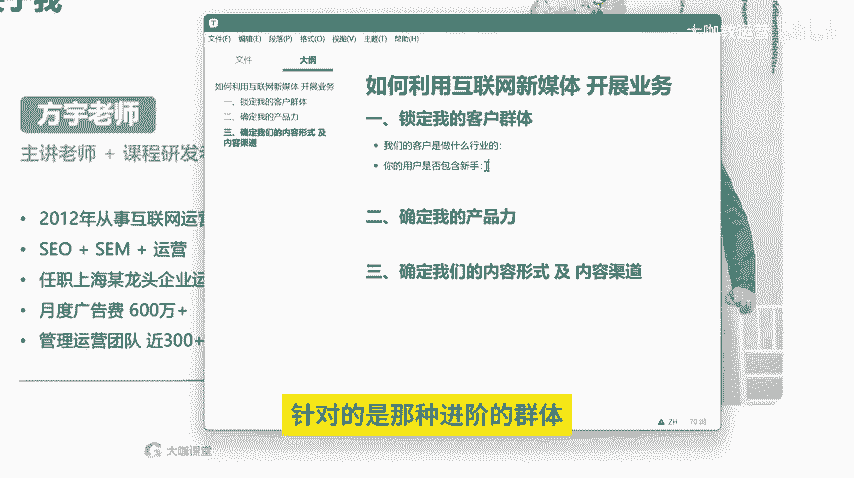 于我
方宇老师
主讲老师 + 课程研发
• 2012年从事互联网运营
• SEO + SEM + 运营
• 任职上海某龙头企业运
• 月度广告费 600万+
• 管理运营团队 近300+
大咖课堂
文件(F) 编辑(E) 段落(P) 格式(O) 视图(V) 主题(T) 帮助(H)
文件 大纲
如何利用互联网新媒体 开展业务
一、锁定我的客户群体
二、确定我的产品力
三、确定我们的内容形式 及
内容渠道
如何利用互联网新媒体 开展业务
一、锁定我的客户群体
• 我们的客户是做什么行业的:
• 你的用户是否包含新手:
二、确定我的产品力
三、确定我们的内容形式 及 内容渠道
ZH 70 词
针对的是那种进阶的群体